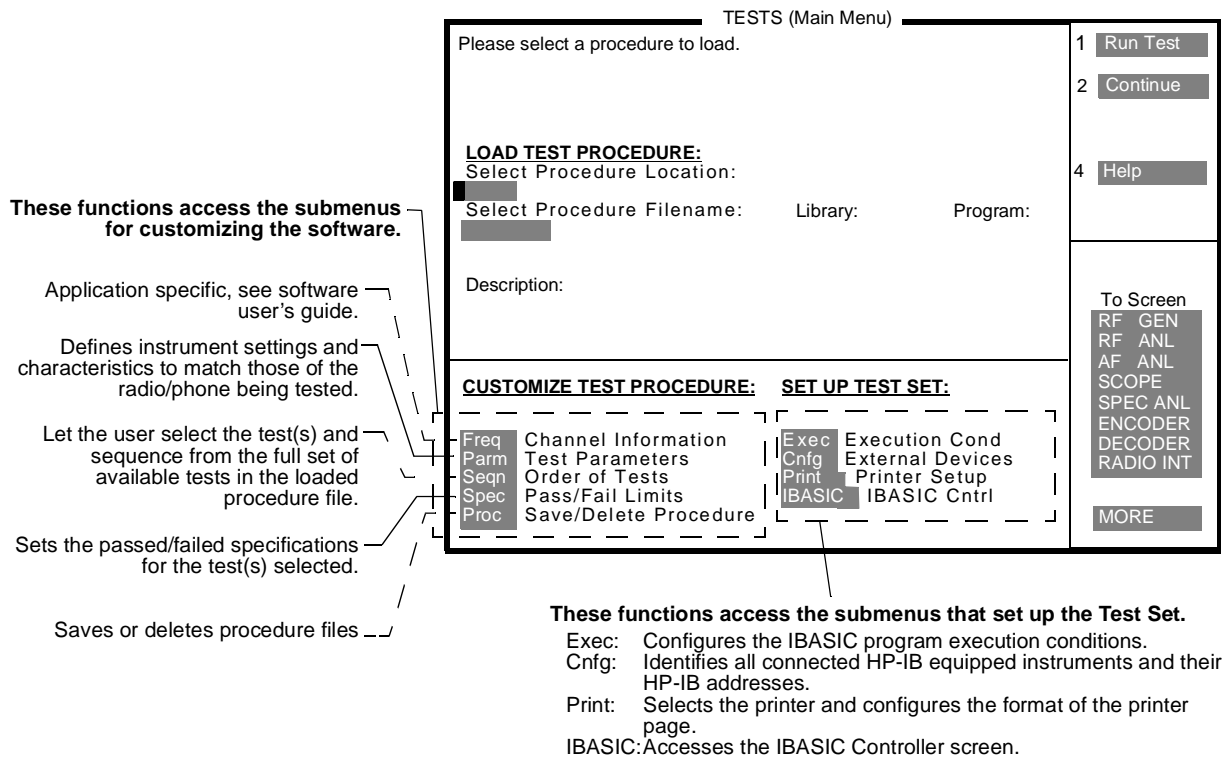 TESTS (Main Menu)
Please select a procedure to load.
1 Run Test
2 Continue
4 Help
LOAD TEST PROCEDURE:
Select Procedure Location:
Select Procedure Filename: Library: Program:
Description:
To Screen
RF GEN
RF ANL
AF ANL
SCOPE
SPEC ANL
ENCODER
DECODER
RADIO INT
MORE
CUSTOMIZE TEST PROCEDURE:
Freq Channel Information
Parm Test Parameters
Seqn Order of Tests
Spec Pass/Fail Limits
Proc Save/Delete Procedure
SET UP TEST SET:
Exec Execution Cond
Cnfg External Devices
Print Printer Setup
IBASIC IBASIC Cntrl
These functions access the submenus
for customizing the software.
Application specific, see software
user's guide.
Defines instrument settings and
characteristics to match those of the
radio/phone being tested.
Let the user select the test(s) and
sequence from the full set of
available tests in the loaded
procedure file.
Sets the passed/failed specifications
for the test(s) selected.
Saves or deletes procedure files
These functions access the submenus that set up the Test Set.
Exec: Configures the IBASIC program execution conditions.
Cnfg: Identifies all connected HP-IB equipped instruments and their
HP-IB addresses.
Print: Selects the printer and configures the format of the printer
page.
IBASIC:Accesses the IBASIC Controller screen.